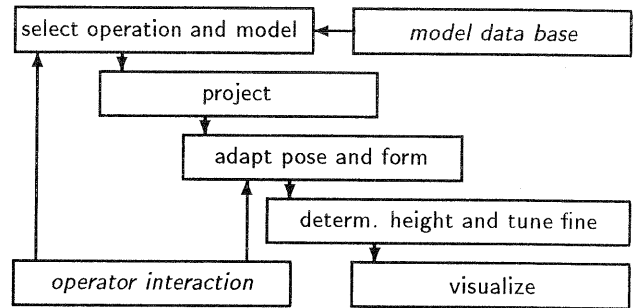 select operation and model
model data base
project
adapt pose and form
determ. height and tune fine
operator interaction
visualize